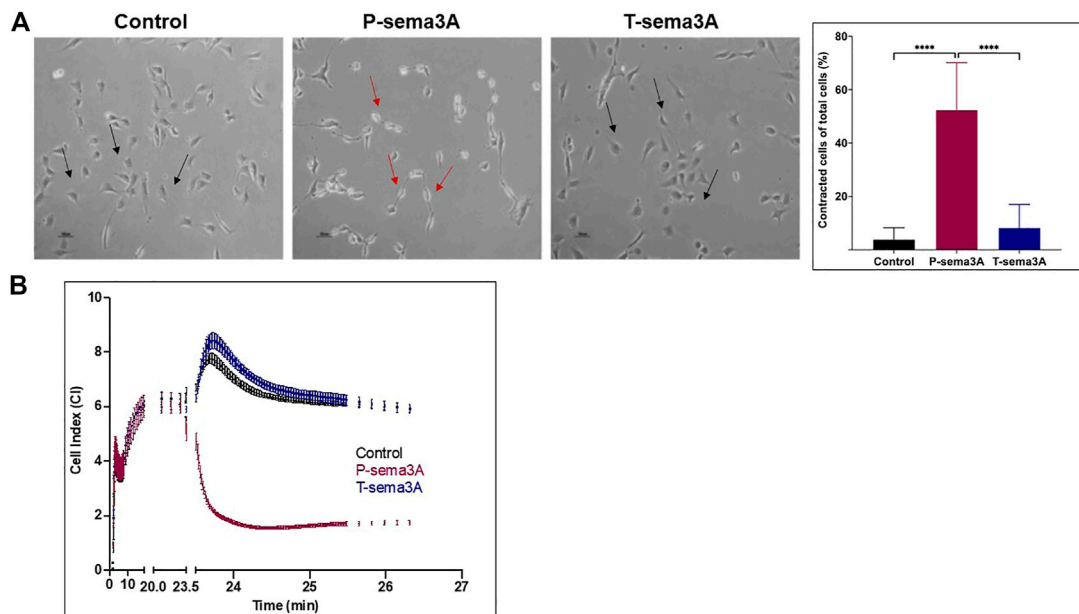 A
Control
P-sema3A
T-sema3A
Contracted cells of total cells (%)
80
60
40
20
****
****
Control
P-sema3A
T-sema3A
B
Cell Index (CI)
10
8
6
4
2
0
Control
P-sema3A
T-sema3A
0 10 20.0 23.5 24 25 26 27
Time (min)